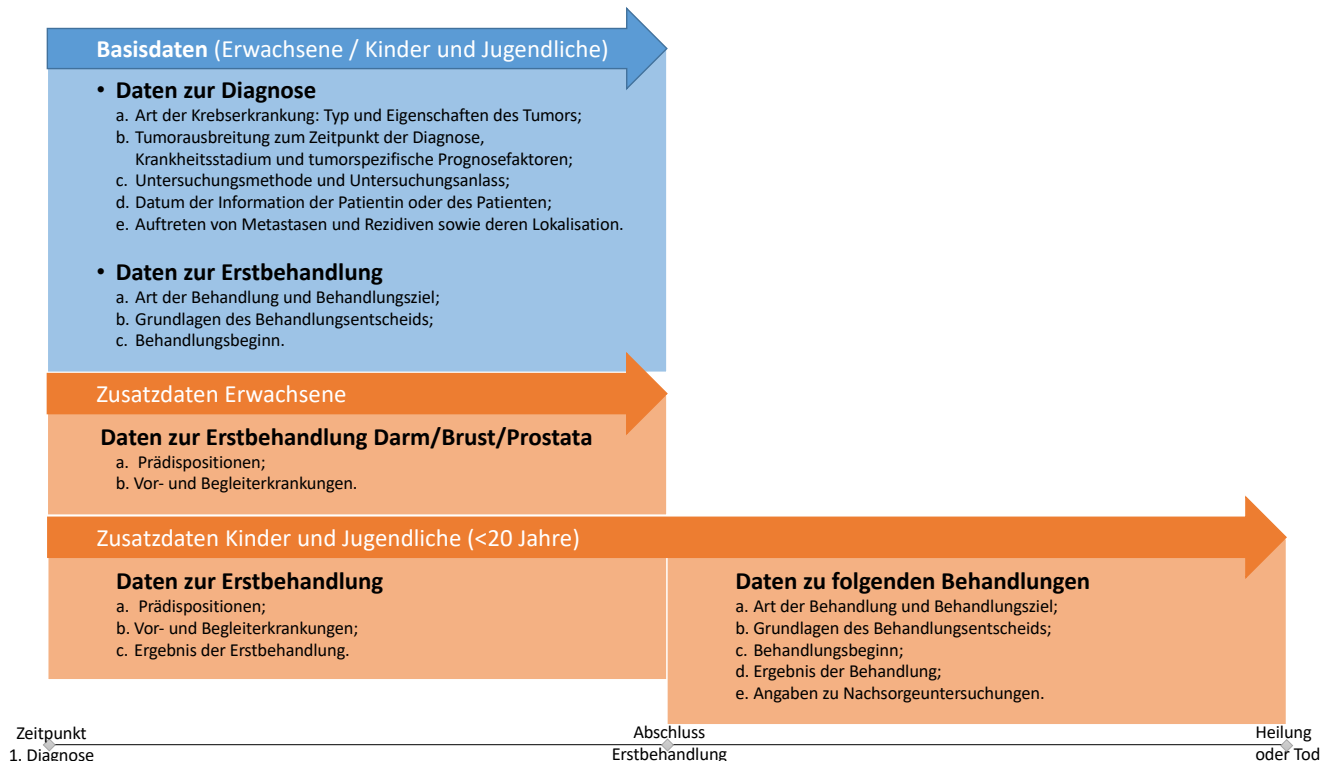 Basisdaten (Erwachsene / Kinder und Jugendliche)
• Daten zur Diagnose
a. Art der Krebserkrankung: Typ und Eigenschaften des Tumors;
b. Tumorausbreitung zum Zeitpunkt der Diagnose,
Krankheitsstadium und tumorspezifische Prognosefaktoren;
c. Untersuchungsmethode und Untersuchungsanlass;
d. Datum der Information der Patientin oder des Patienten;
e. Auftreten von Metastasen und Rezidiven sowie deren Lokalisation.
• Daten zur Erstbehandlung
a. Art der Behandlung und Behandlungsziel;
b. Grundlagen des Behandlungsentscheids;
c. Behandlungsbeginn.
Zusatzdaten Erwachsene
Daten zur Erstbehandlung Darm/Brust/Prostata
a. Prädispositionen;
b. Vor- und Begleiterkrankungen.
Zusatzdaten Kinder und Jugendliche (<20 Jahre)
Daten zur Erstbehandlung
a. Prädispositionen;
b. Vor- und Begleiterkrankungen;
c. Ergebnis der Erstbehandlung.
Daten zu folgenden Behandlungen
a. Art der Behandlung und Behandlungsziel;
b. Grundlagen des Behandlungsentscheids;
c. Behandlungsbeginn;
d. Ergebnis der Behandlung;
e. Angaben zu Nachsorgeuntersuchungen.
Zeitpunkt
1. Diagnose
Abschluss
Erstbehandlung
Heilung
oder Tod